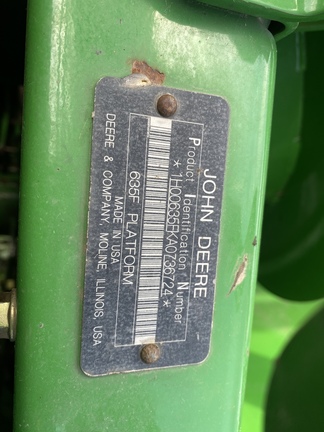 JOHN DEERE
Product Identification Number
*1H00635FKA0736724*
635F PLATFORM
MADE IN USA
DEERE & COMPANY MOLINE, ILLINOIS, USA